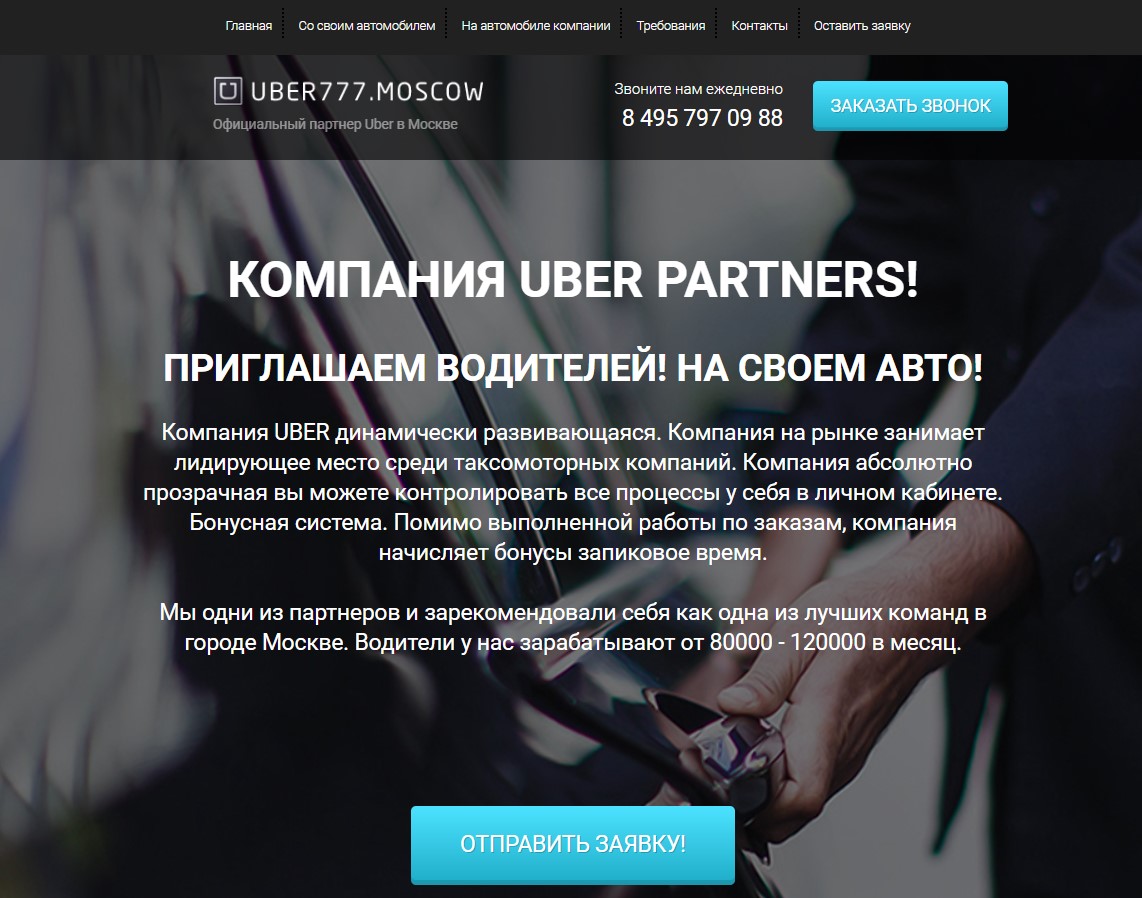 Главная
Со своим автомобилем
На автомобиле компании
Требования
Контакты
Оставить заявку
UBER777.MOSCOW
Официальный партнер Uber в Москве
Звоните нам ежедневно
8 495 797 09 88
ЗАКАЗАТЬ ЗВОНОК
КОМПАНИЯ UBER PARTNERS!
ПРИГЛАШАЕМ ВОДИТЕЛЕЙ! НА СВОЕМ АВТО!
Компания UBER динамически развивающаяся. Компания на рынке занимает
лидирующее место среди таксомоторных компаний. Компания абсолютно
прозрачная вы можете контролировать все процессы у себя в личном кабинете.
Бонусная система. Помимо выполненной работы по заказам, компания
начисляет бонусы запиковое время.
Мы одни из партнеров и зарекомендовали себя как одна из лучших команд в
городе Москве. Водители у нас зарабатывают от 80000 - 120000 в месяц.
ОТПРАВИТЬ ЗАЯВКУ!